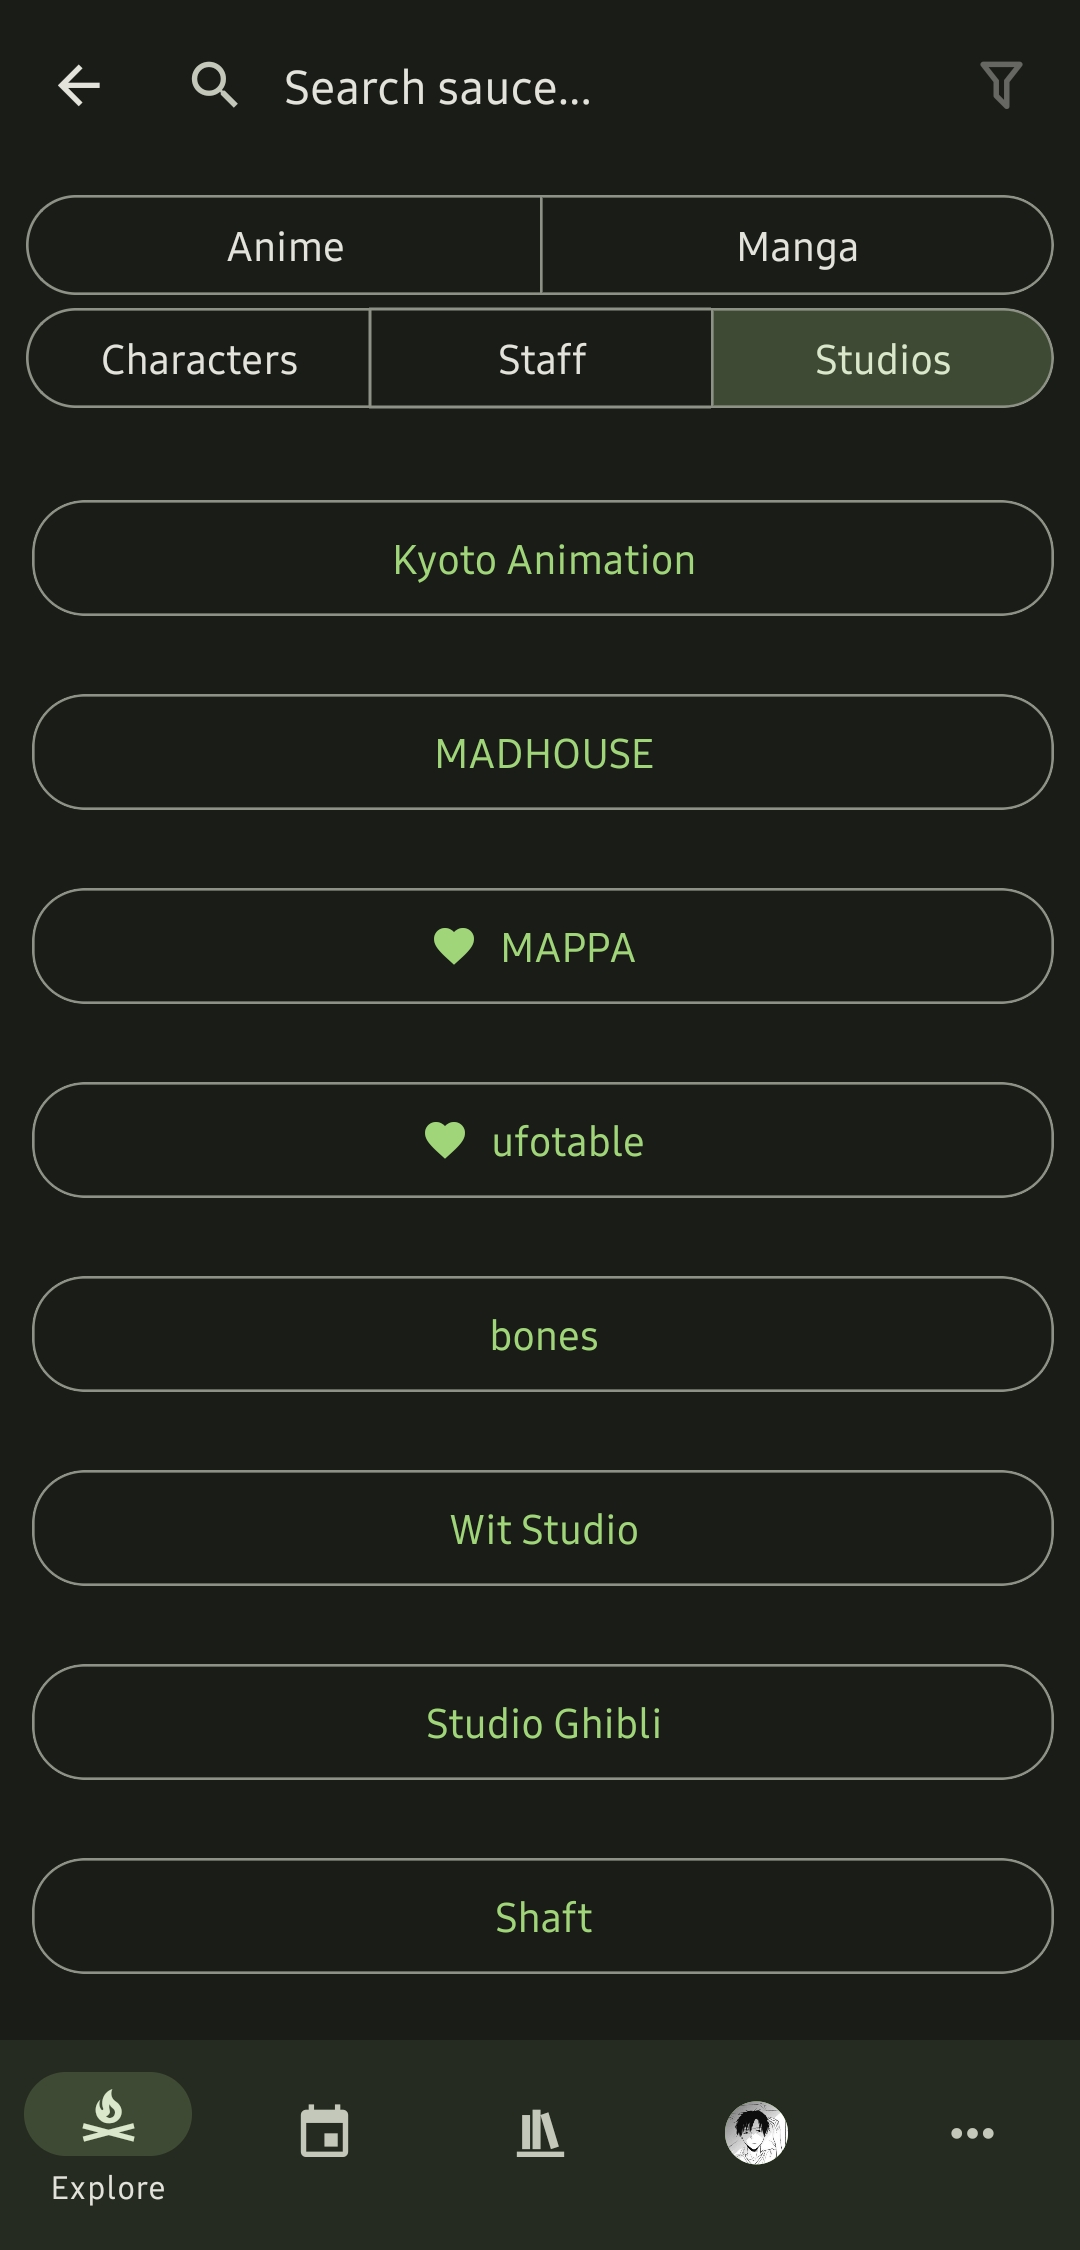 Search sauce...
Anime Manga
Characters Staff Studios
Kyoto Animation
MADHOUSE
MAPPA
ufotable
bones
Wit Studio
Studio Ghibli
Shaft
Explore